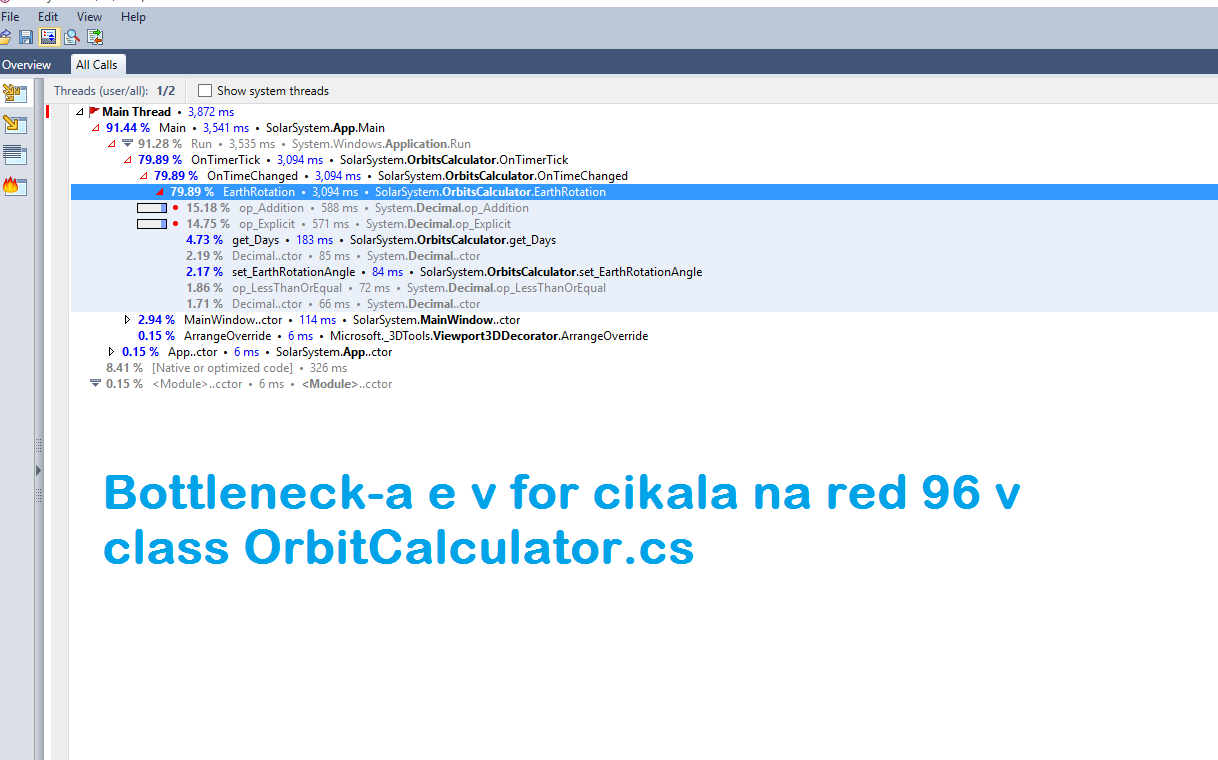 File Edit View Help
Overview All Calls
Threads (user/all): 1/2 Show system threads
Main Thread • 3,872 ms
91.44 % Main • 3,541 ms • SolarSystem.App.Main
91.28 % Run • 3,535 ms • System.Windows.Application.Run
79.89 % OnTimerTick • 3,094 ms • SolarSystem.OrbitsCalculator.OnTimerTick
79.89 % OnTimeChanged • 3,094 ms • SolarSystem.OrbitsCalculator.OnTimeChanged
79.89 % EarthRotation • 3,094 ms • SolarSystem.OrbitsCalculator.EarthRotation
15.18 % op_Addition • 588 ms • System.Decimal.op_Addition
14.75 % op_Explicit • 571 ms • System.Decimal.op_Explicit
4.73 % get_Days • 183 ms • SolarSystem.OrbitsCalculator.get_Days
2.19 % Decimal..ctor • 85 ms • System.Decimal..ctor
2.17 % set_EarthRotationAngle • 84 ms • SolarSystem.OrbitsCalculator.set_EarthRotationAngle
1.86 % op_LessThanOrEqual • 72 ms • System.Decimal.op_LessThanOrEqual
1.71 % Decimal..ctor • 66 ms • System.Decimal..ctor
2.94 % MainWindow..ctor • 114 ms • SolarSystem.MainWindow..ctor
0.15 % ArrangeOverride • 6 ms • Microsoft._3DTools.Viewport3DDecorator.ArrangeOverride
0.15 % App..ctor • 6 ms • SolarSystem.App..ctor
8.41 % [Native or optimized code] • 326 ms
0.15 % <Module>..cctor • 6 ms • <Module>..cctor
Bottleneck-a e v for cikala na red 96 v
class OrbitCalculator.cs